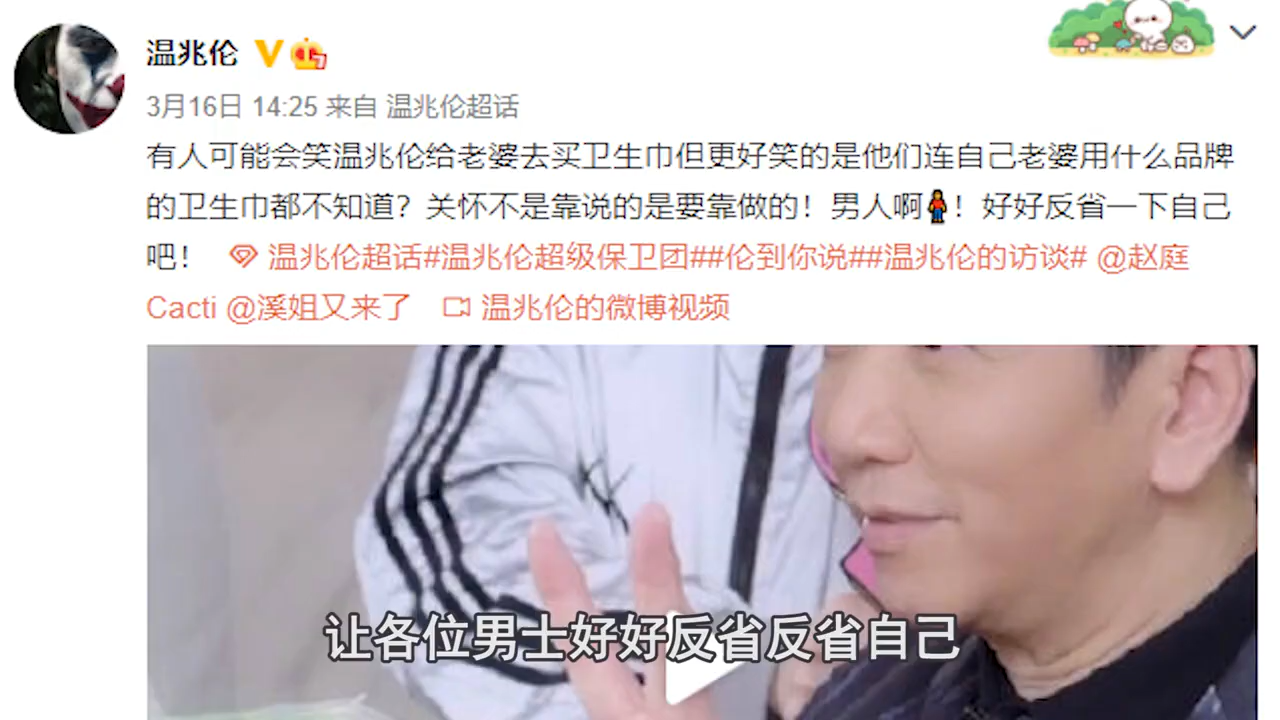 温兆伦
3月16日 14:25 来自 温兆伦超话
有人可能会笑温兆伦给老婆去买卫生巾但更好笑的是他们连自己老婆用什么品牌
的卫生巾都不知道？关怀不是靠说的是要靠做的！男人啊！好好反省一下自己
吧！ 温兆伦超话#温兆伦超级保卫团##伦到你说##温兆伦的访谈# @赵庭
Cacti @溪姐又来了 温兆伦的微博视频
让各位男士好好反省反省自己